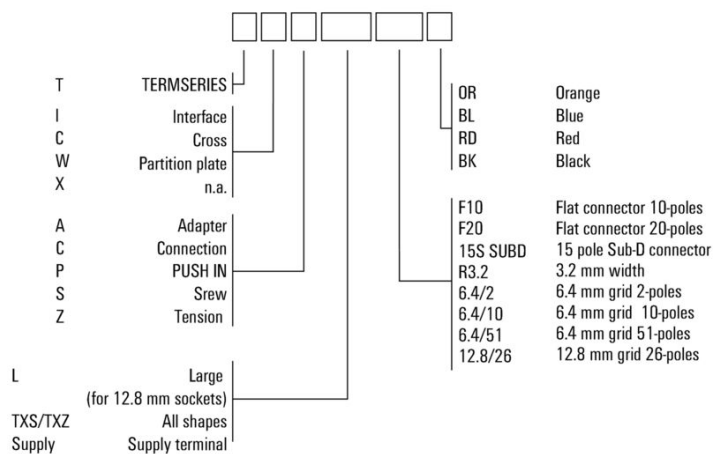 T TERMSERIES
I Interface
C Cross
W Partition plate
X n.a.
A Adapter
C Connection
P PUSH IN
S Srew
Z Tension
L Large
(for 12.8 mm sockets)
TXS/TXZ All shapes
Supply Supply terminal
OR Orange
BL Blue
RD Red
BK Black
F10 Flat connector 10-poles
F20 Flat connector 20-poles
15S SUBD 15 pole Sub-D connector
R3.2 3.2 mm width
6.4/2 6.4 mm grid 2-poles
6.4/10 6.4 mm grid 10-poles
6.4/51 6.4 mm grid 51-poles
12.8/26 12.8 mm grid 26-poles